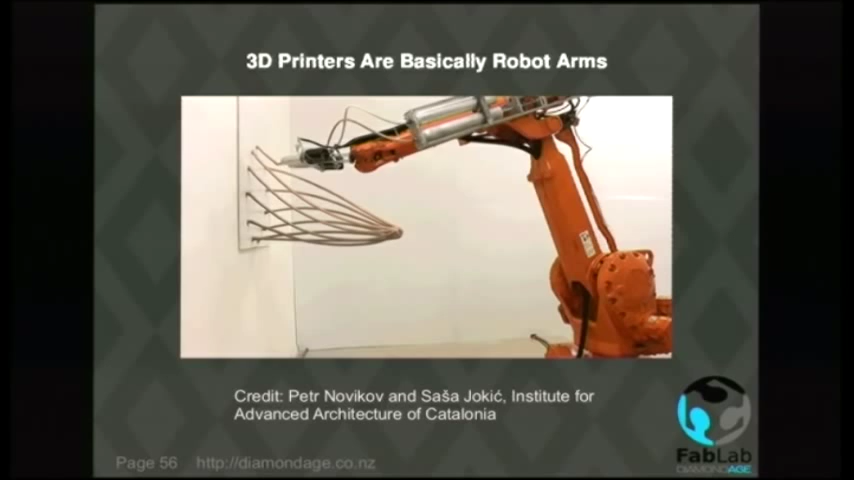 3D Printers Are Basically Robot Arms
Credit: Petr Novikov and Saša Jokić, Institute for
Advanced Architecture of Catalonia
FabLab
DIAMONDAGE
Page 56 http://diamondage.co.nz